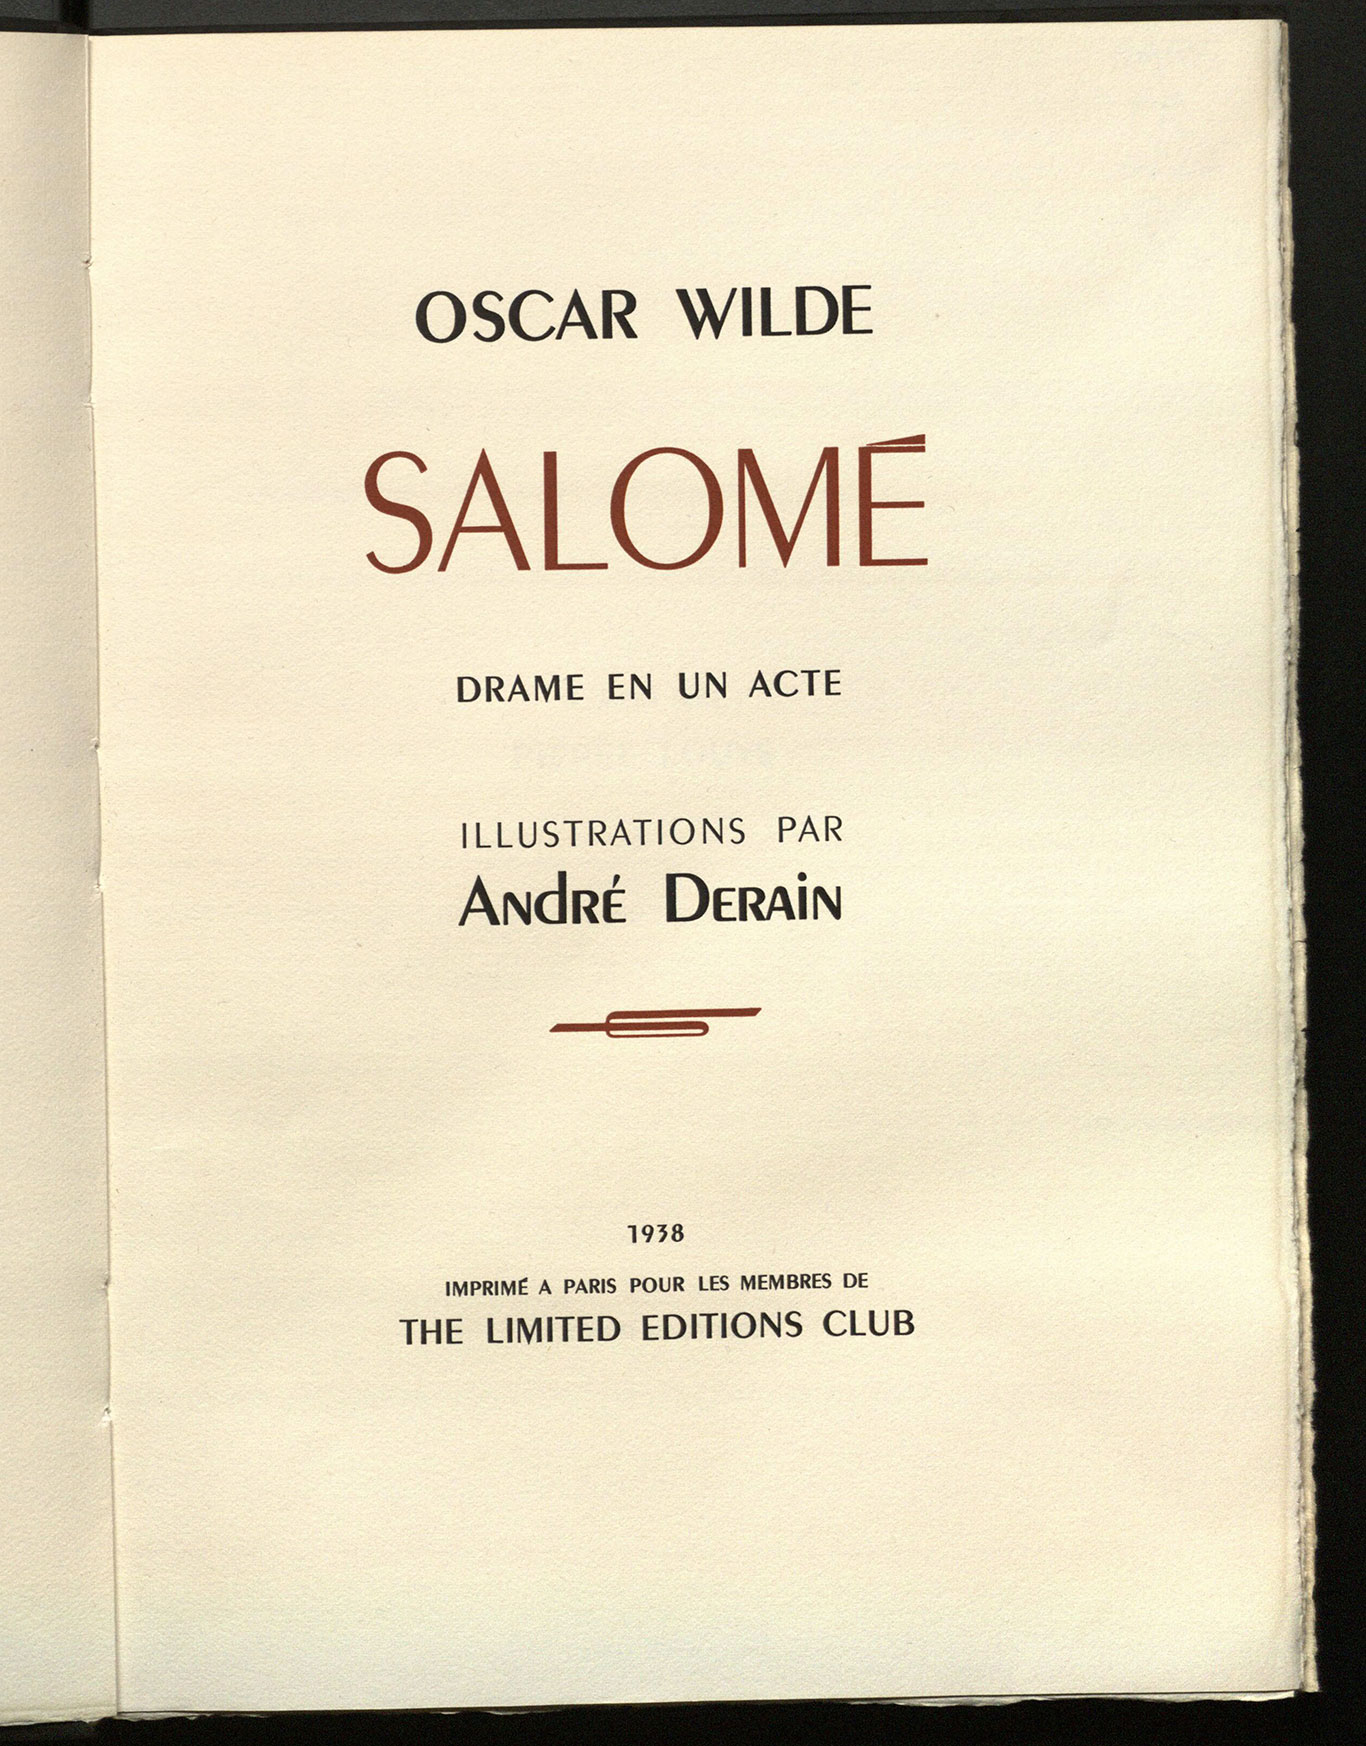 OSCAR WILDE
SALOMÉ
DRAME EN UN ACTE
ILLUSTRATIONS PAR
ANdRÉ DERAiN
1938
IMPRIMÉ A PARIS POUR LES MEMBRES DE
THE LIMITED EDITIONS CLUB